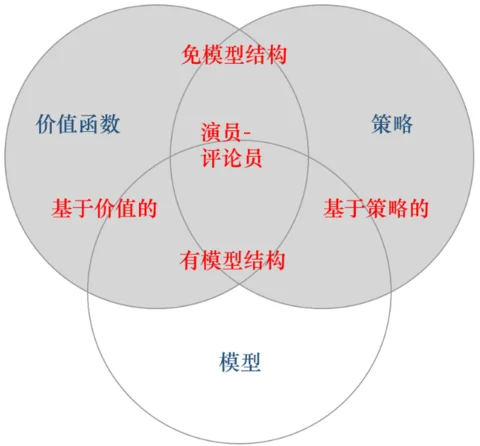 免模型结构
价值函数
演员-
评论员
策略
基于价值的
基于策略的
有模型结构
模型